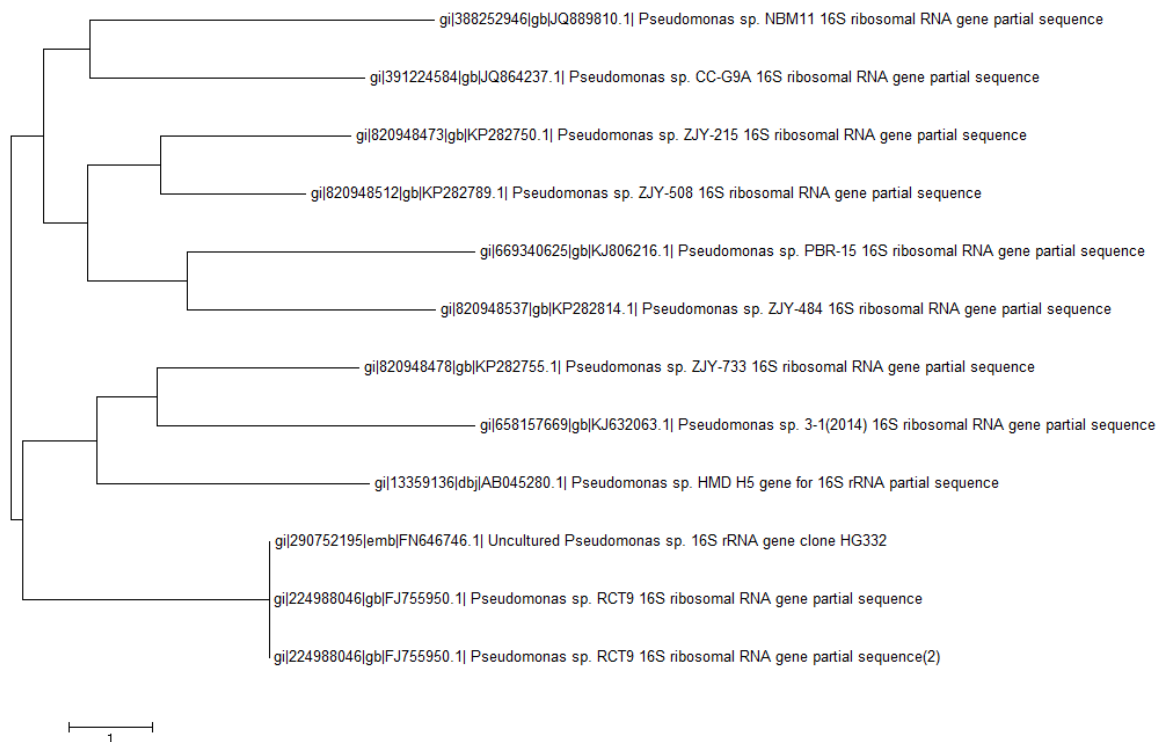 gi|388252946|gb|JQ889810.1| Pseudomonas sp. NBM11 16S ribosomal RNA gene partial sequence
gi|391224584|gb|JQ864237.1| Pseudomonas sp. CC-G9A 16S ribosomal RNA gene partial sequence
gi|820948473|gb|KP282750.1| Pseudomonas sp. ZJY-215 16S ribosomal RNA gene partial sequence
gi|820948512|gb|KP282789.1| Pseudomonas sp. ZJY-508 16S ribosomal RNA gene partial sequence
gi|669340625|gb|KJ806216.1| Pseudomonas sp. PBR-15 16S ribosomal RNA gene partial sequence
gi|820948537|gb|KP282814.1| Pseudomonas sp. ZJY-484 16S ribosomal RNA gene partial sequence
gi|820948478|gb|KP282755.1| Pseudomonas sp. ZJY-733 16S ribosomal RNA gene partial sequence
gi|658157669|gb|KJ632063.1| Pseudomonas sp. 3-1(2014) 16S ribosomal RNA gene partial sequence
gi|13359136|dbj|AB045280.1| Pseudomonas sp. HMD H5 gene for 16S rRNA partial sequence
gi|290752195|emb|FN646746.1| Uncultured Pseudomonas sp. 16S rRNA gene clone HG332
gi|224988046|gb|FJ755950.1| Pseudomonas sp. RCT9 16S ribosomal RNA gene partial sequence
gi|224988046|gb|FJ755950.1| Pseudomonas sp. RCT9 16S ribosomal RNA gene partial sequence(2)
1